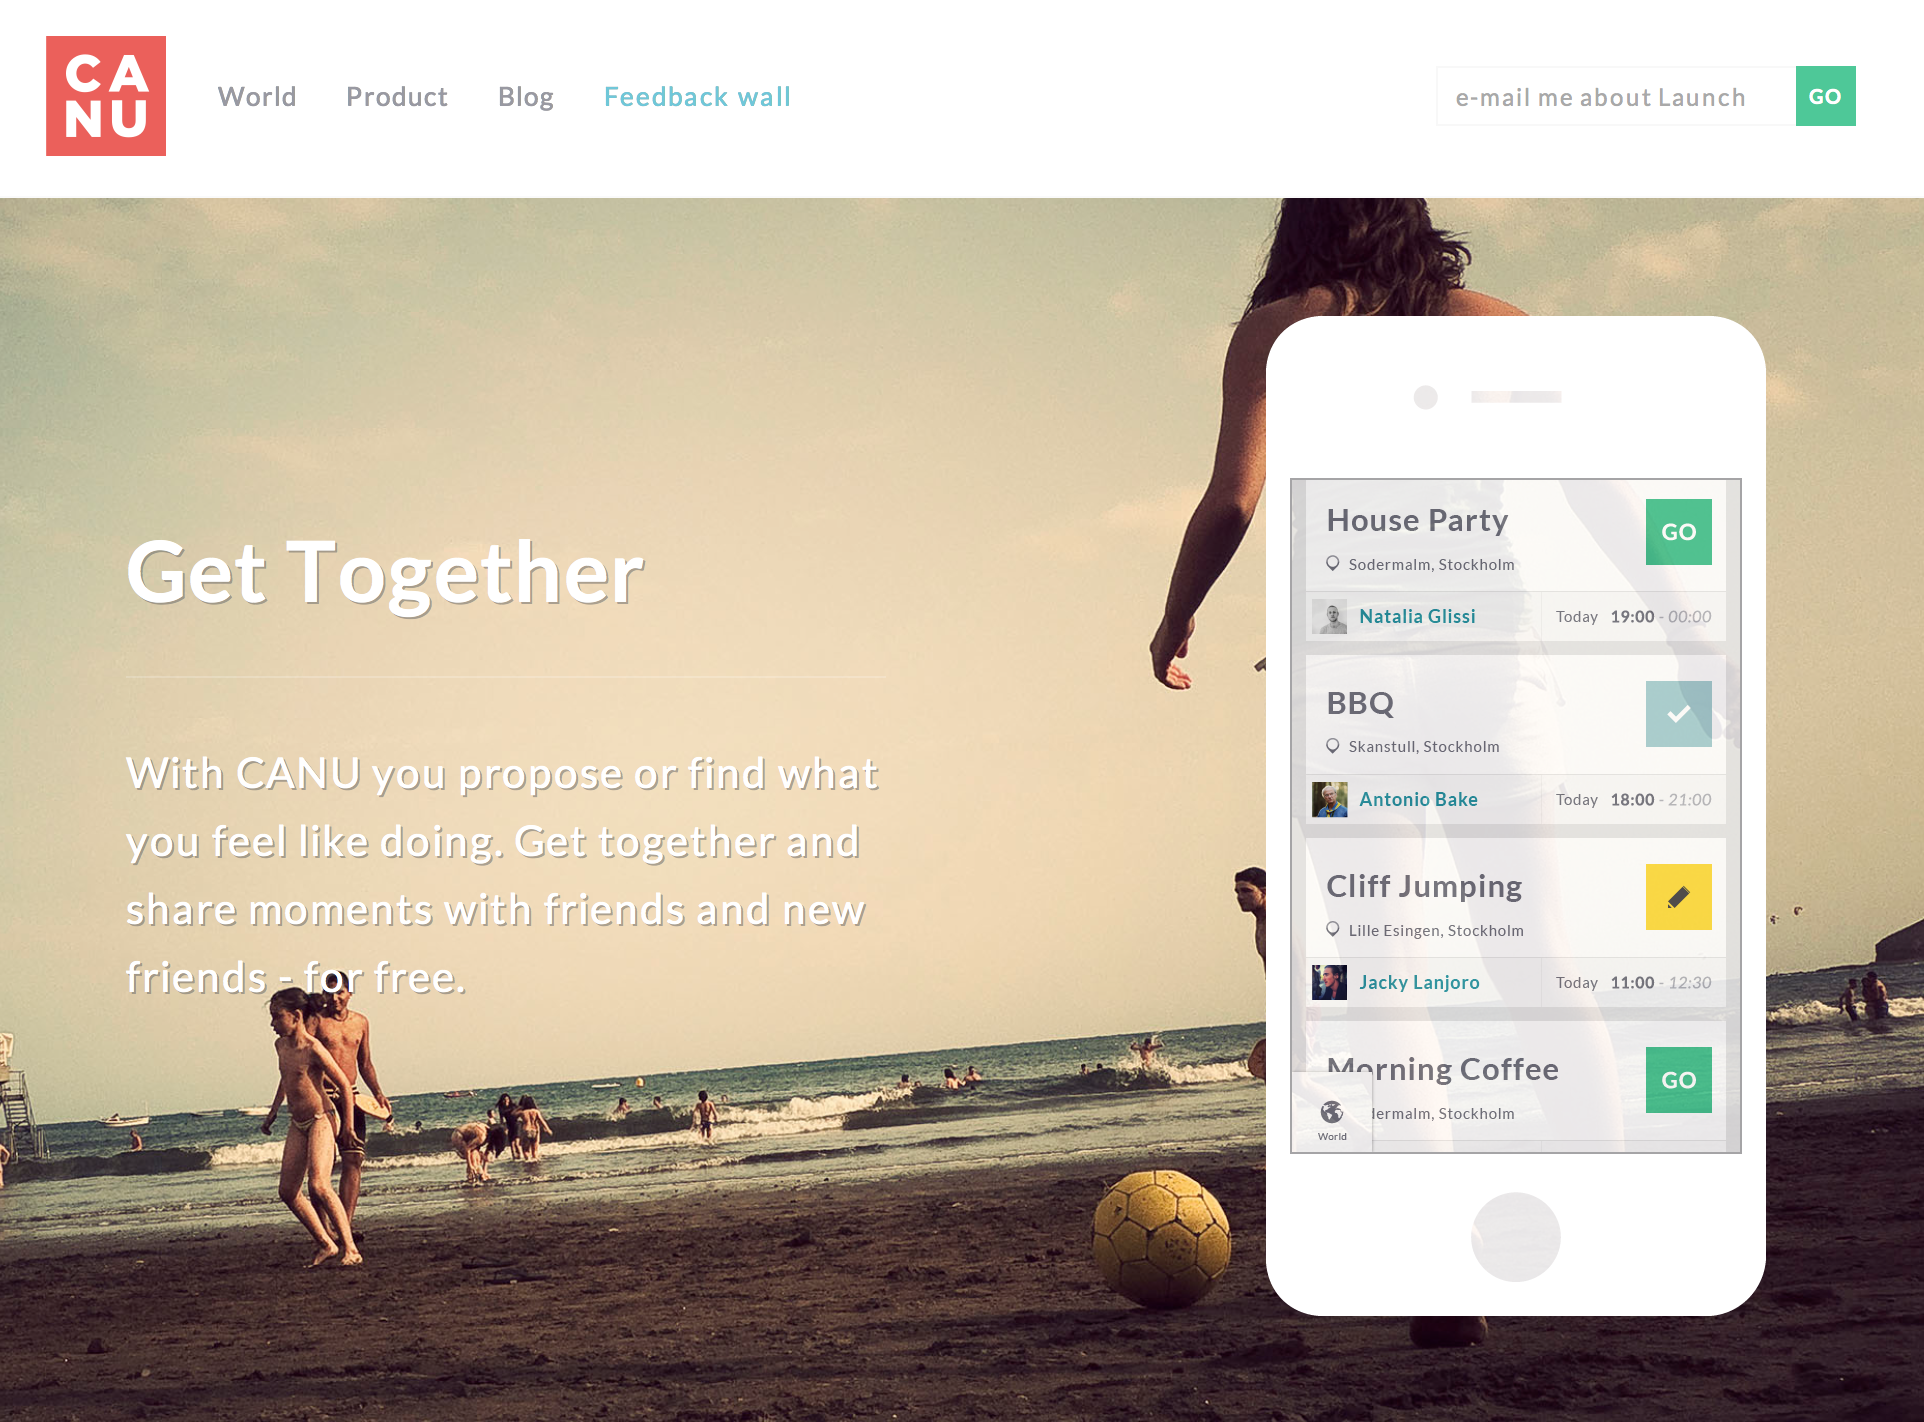 CA
NU
World
Product
Blog
Feedback wall
e-mail me about Launch
GO
Get Together
With CANU you propose or find what
you feel like doing. Get together and
share moments with friends and new
friends - for free.
House Party
GO
Sodermalm, Stockholm
Natalia Glissi
Today 19:00 - 00:00
BBQ
Skanstull, Stockholm
Antonio Bake
Today 18:00 - 21:00
Cliff Jumping
Lille Esingen, Stockholm
Jacky Lanjoro
Today 11:00 - 12:30
Morning Coffee
GO
dermalm, Stockholm
World